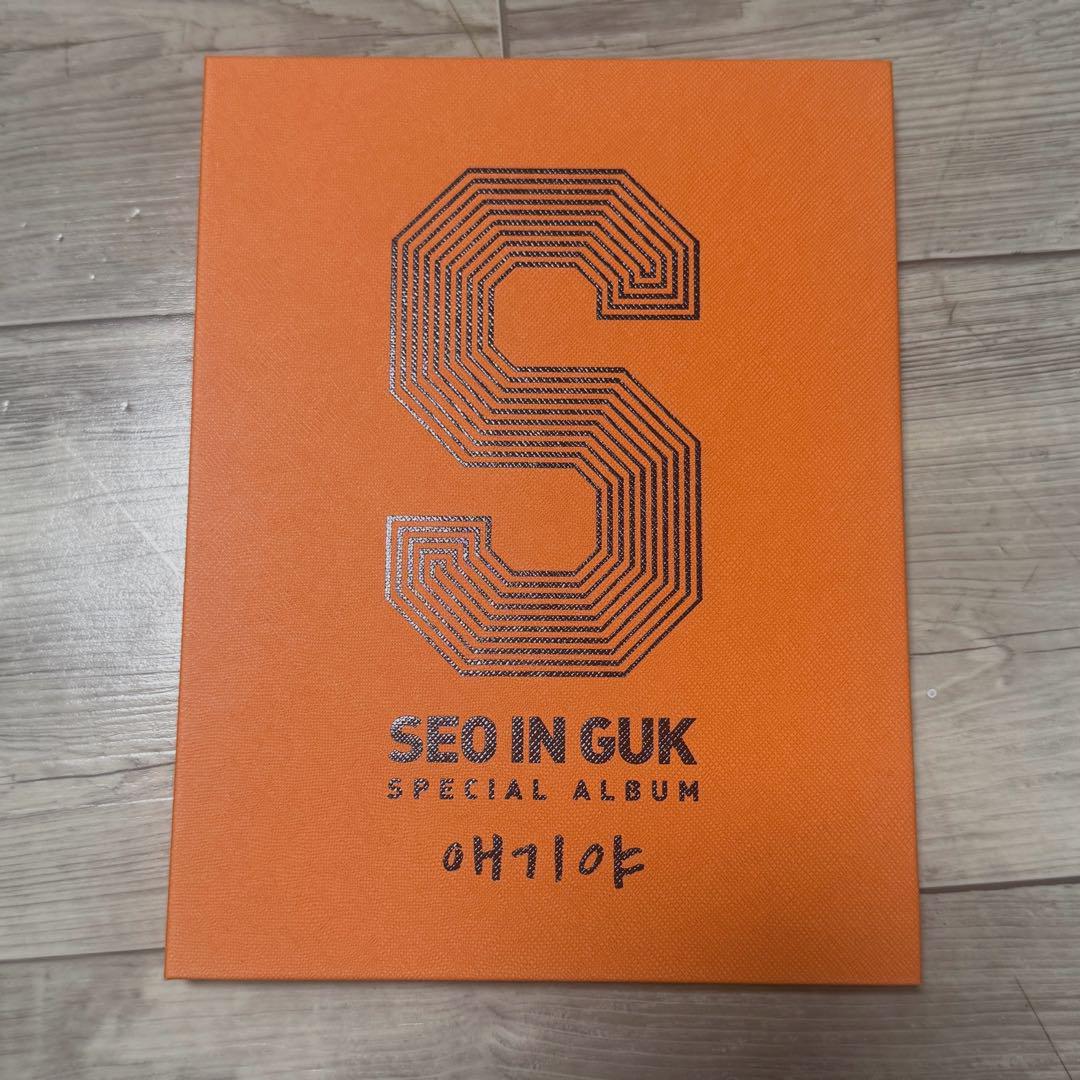 S
SEO IN GUK
SPECIAL ALBUM
애기야